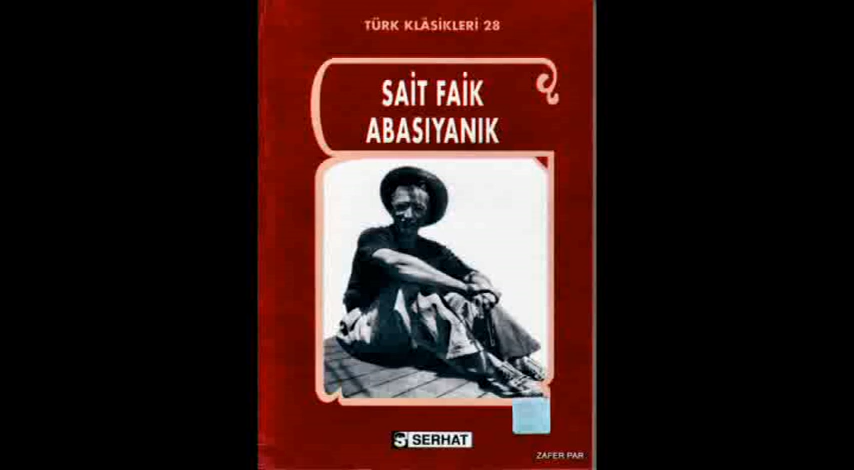 TÜRK KLÂSİKLERİ 28
SAİT FAİK
ABASIYANIK
S SERHAT
ZAFER PAR